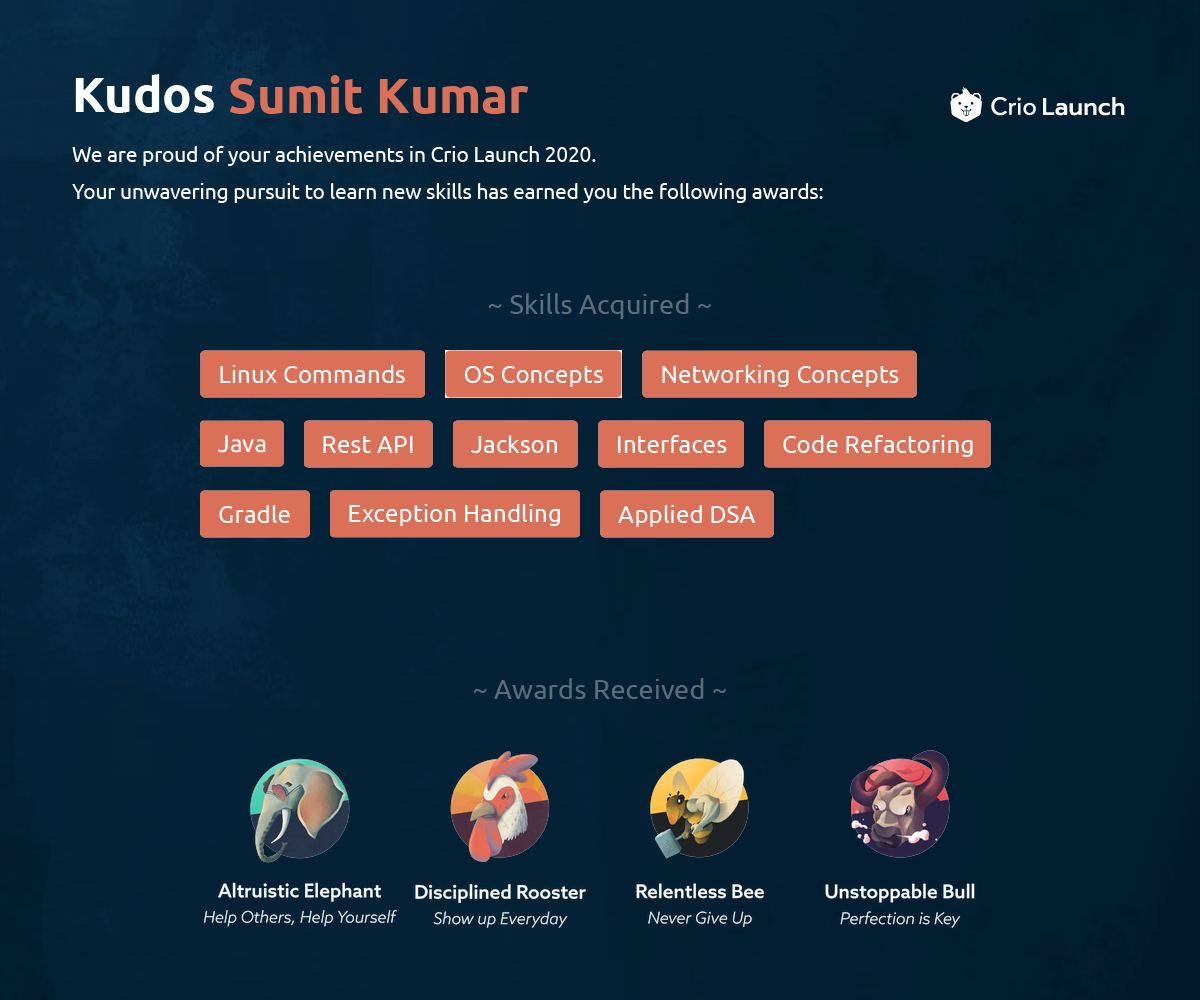 Kudos Sumit Kumar
Crio Launch
We are proud of your achievements in Crio Launch 2020.
Your unwavering pursuit to learn new skills has earned you the following awards:
~ Skills Acquired ~
Linux Commands OS Concepts Networking Concepts
Java Rest API Jackson Interfaces Code Refactoring
Gradle Exception Handling Applied DSA
~ Awards Received ~
Altruistic Elephant Disciplined Rooster Relentless Bee Unstoppable Bull
Help Others, Help Yourself Show up Everyday Never Give Up Perfection is Key